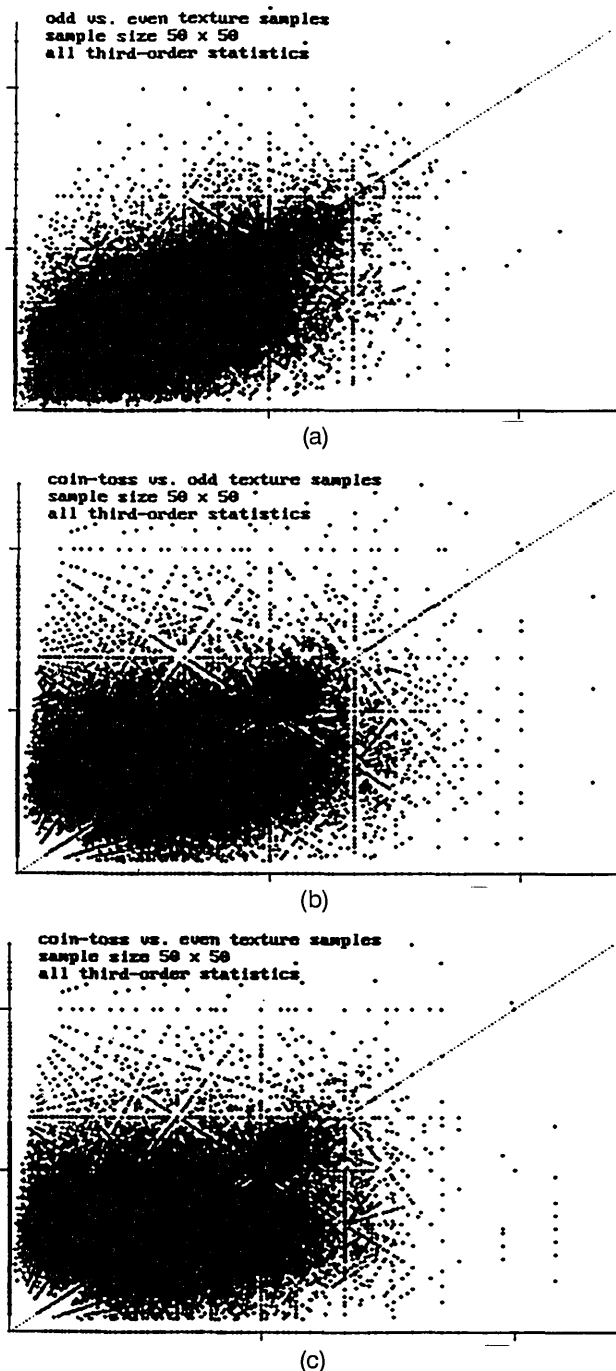 odd vs. even texture samples
sample size 50 x 50
all third-order statistics
(a)
coin-toss vs. odd texture samples
sample size 50 x 50
all third-order statistics
(b)
coin-toss vs. even texture samples
sample size 50 x 50
all third-order statistics
(c)